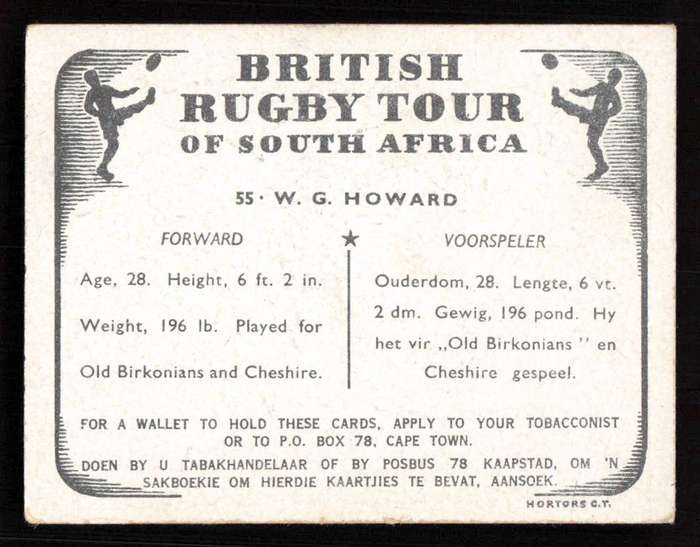 BRITISH
RUGBY TOUR
OF SOUTH AFRICA
55 · W. G. HOWARD
FORWARD
Age, 28. Height, 6 ft. 2 in.
Weight, 196 lb. Played for
Old Birkonians and Cheshire.
VOORSPELER
Ouderdom, 28. Lengte, 6 vt.
2 dm. Gewig, 196 pond. Hy
het vir „Old Birkonians ” en
Cheshire gespeel.
FOR A WALLET TO HOLD THESE CARDS, APPLY TO YOUR TOBACCONIST
OR TO P.O. BOX 78, CAPE TOWN.
DOEN BY U TABAKHANDELAAR OF BY POSBUS 78 KAAPSTAD, OM 'N
SAKBOEKIE OM HIERDIE KAARTJIES TE BEVAT, AANSOEK.
HORTORS C.T.